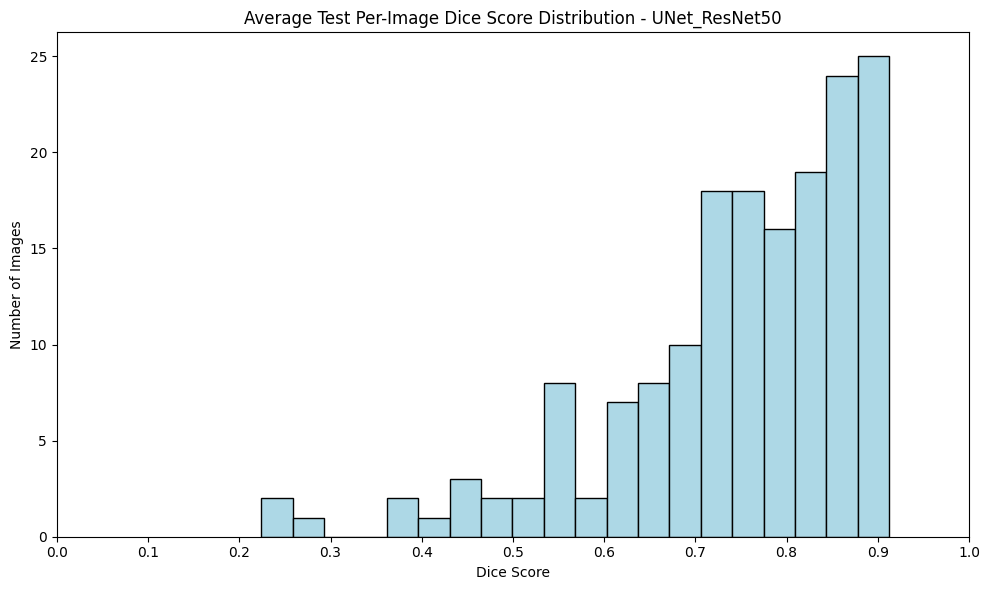 Average Test Per-Image Dice Score Distribution - UNet_ResNet50
25
20
15
10
5
0
Number of Images
0.0 0.1 0.2 0.3 0.4 0.5 0.6 0.7 0.8 0.9 1.0
Dice Score